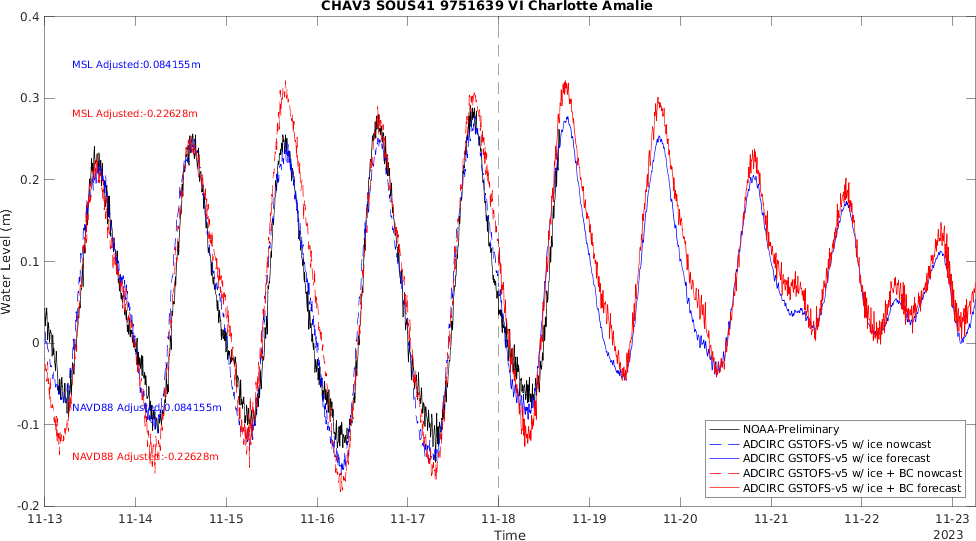 CHAV3 SOUS41 9751639 VI Charlotte Amalie
0.4
MSL Adjusted:0.084155m
0.3
MSL Adjusted:-0.22628m
0.2
0.1
Water Level (m)
0
NAVD88 Adjusted:0.084155m
-0.1
NAVD88 Adjusted:-0.22628m
-0.2
NOAA-Preliminary
ADCIRC GSTOFS-v5 w/ ice nowcast
ADCIRC GSTOFS-v5 w/ ice forecast
ADCIRC GSTOFS-v5 w/ ice + BC nowcast
ADCIRC GSTOFS-v5 w/ ice + BC forecast
11-13 11-14 11-15 11-16 11-17 11-18 11-19 11-20 11-21 11-22 11-23
Time
2023